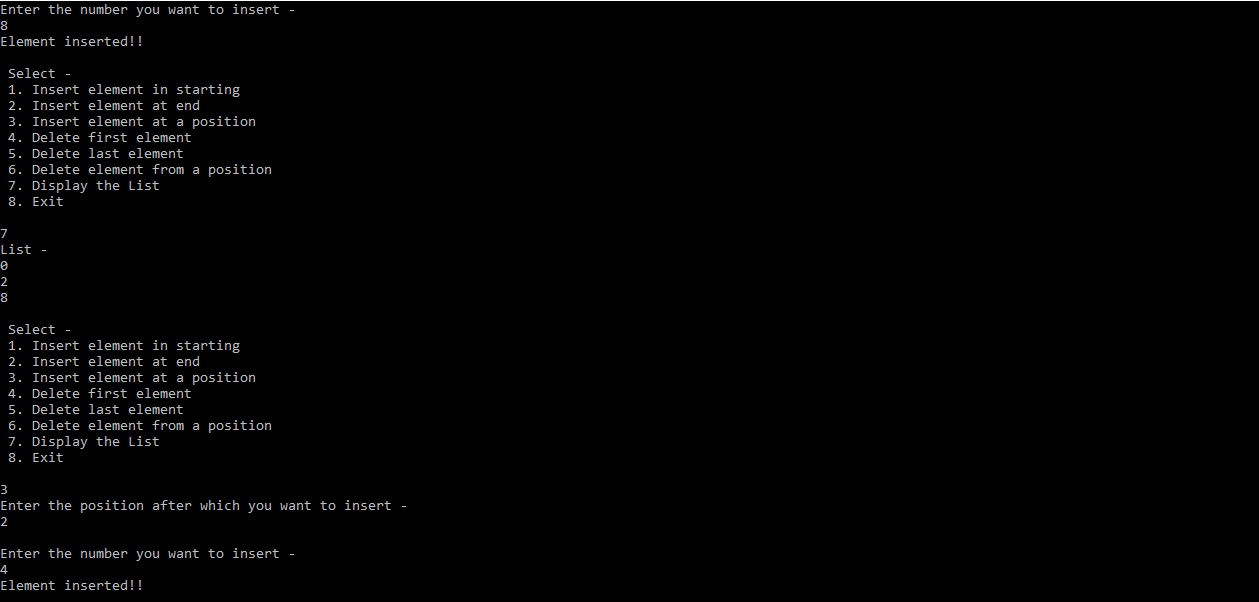 Enter the number you want to insert -
8
Element inserted!!
Select -
1. Insert element in starting
2. Insert element at end
3. Insert element at a position
4. Delete first element
5. Delete last element
6. Delete element from a position
7. Display the List
8. Exit
7
List -
0
2
8
Select -
1. Insert element in starting
2. Insert element at end
3. Insert element at a position
4. Delete first element
5. Delete last element
6. Delete element from a position
7. Display the List
8. Exit
3
Enter the position after which you want to insert -
2
Enter the number you want to insert -
4
Element inserted!!